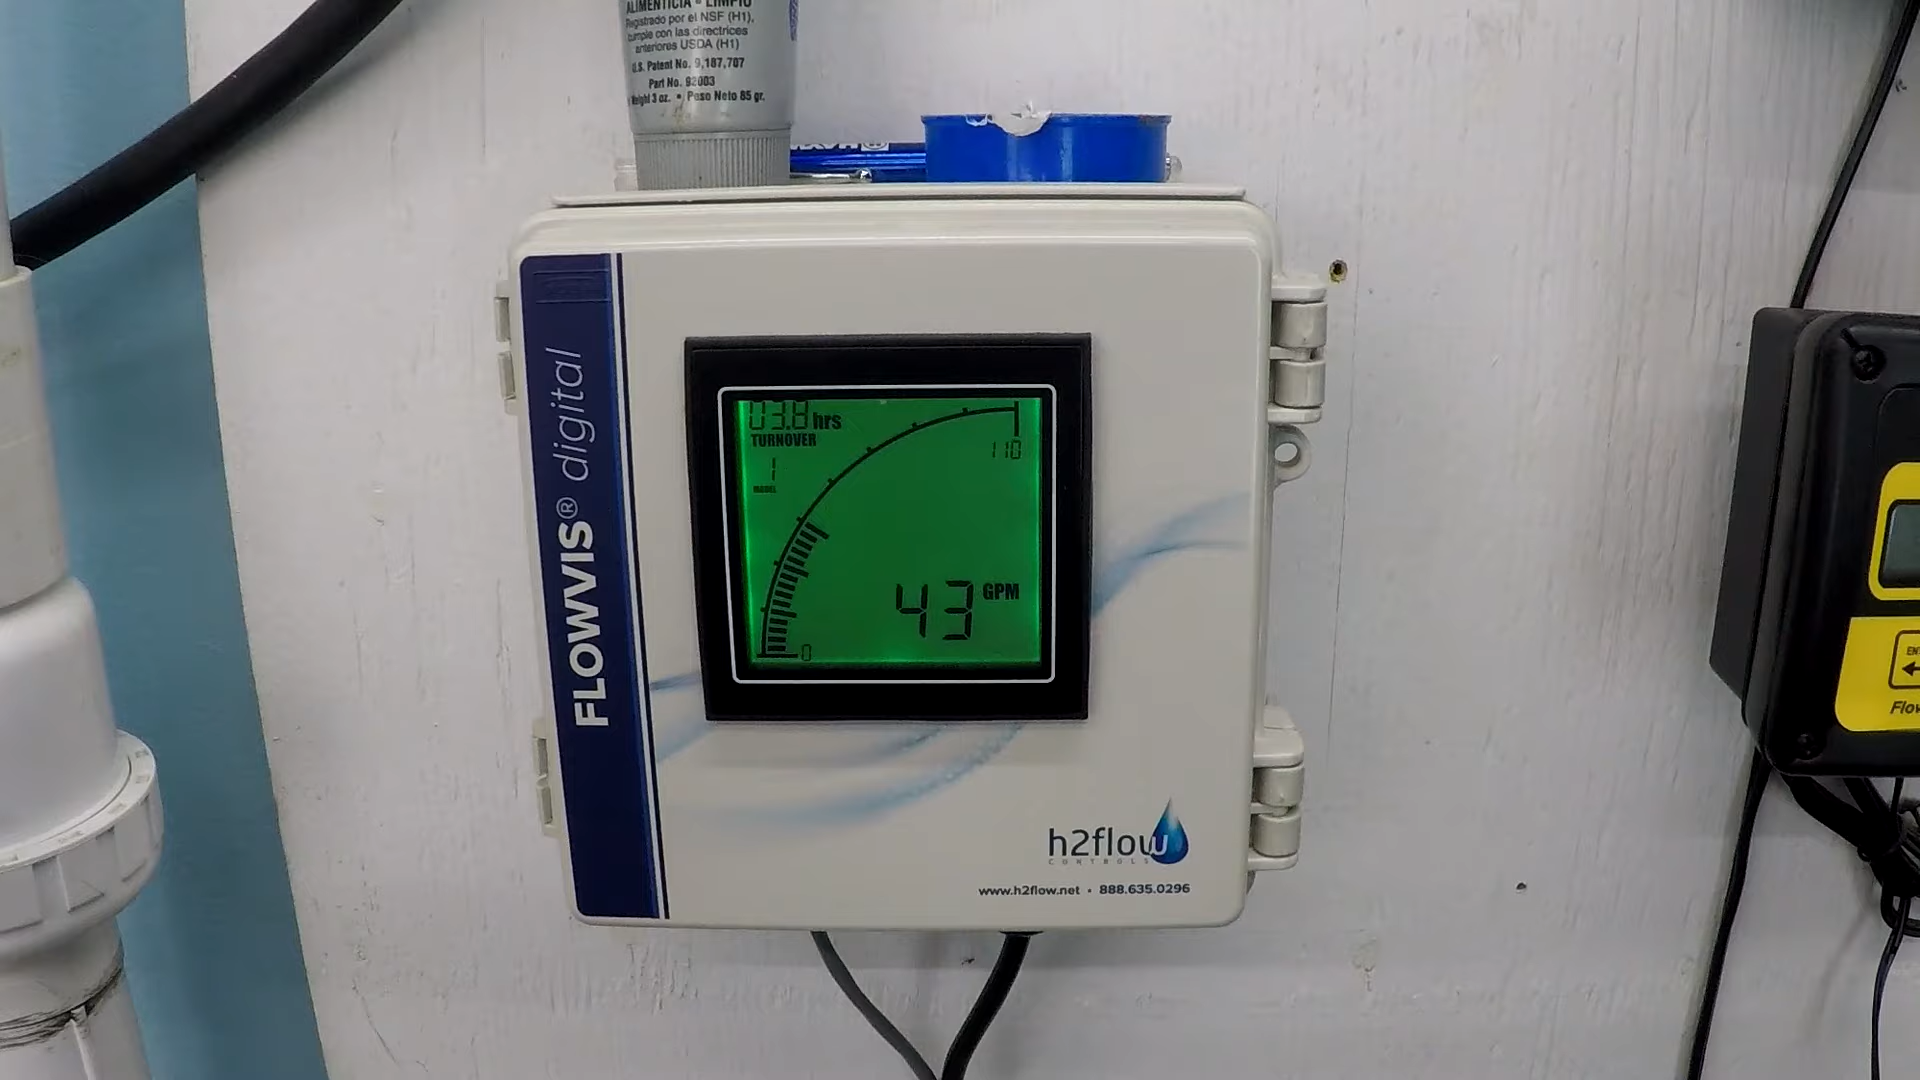 ALIMENTICIA - LIMPIO
Registrado por el NSF (H1),
cumple con las directrices
anteriores USDA (H1)
U.S. Patent No. 9,187,707
Part No. 92003
Weight 3 oz. • Peso Neto 85 gr.
FLOWVIS® digital
03.8 hrs
TURNOVER
1
MODEL
110
43 GPM
0
h2flow
CONTROLS
www.h2flow.net • 888.635.0296